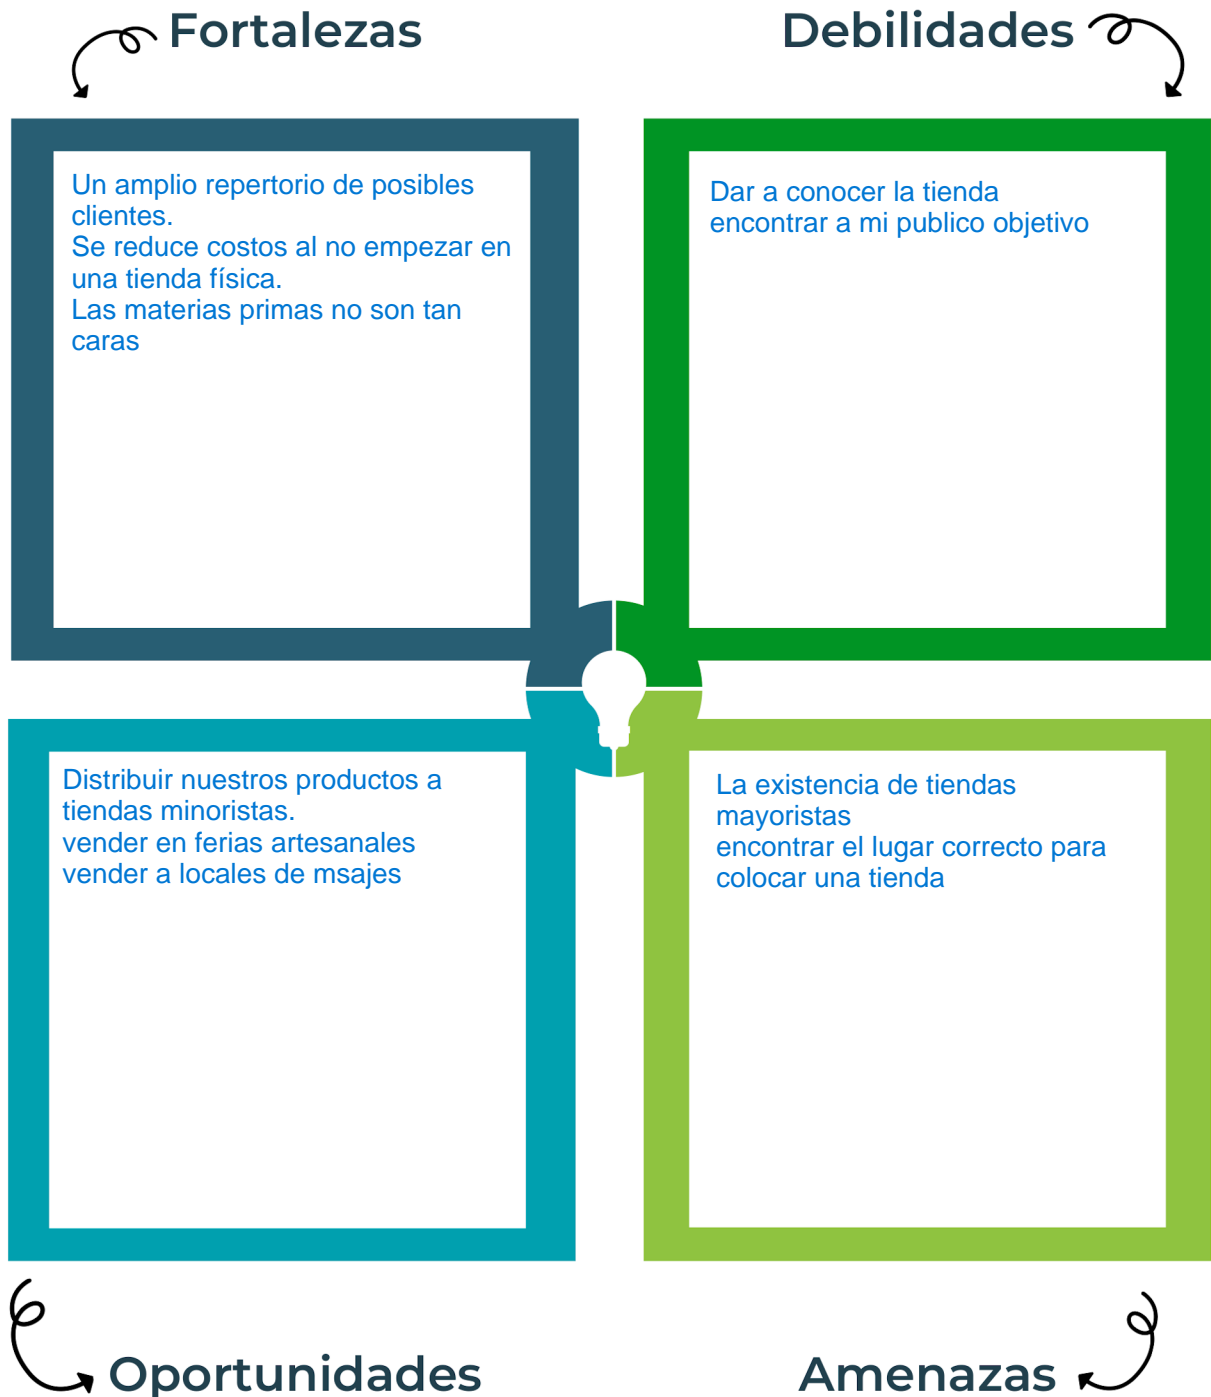 Fortalezas
Un amplio repertorio de posibles
clientes.
Se reduce costos al no empezar en
una tienda física.
Las materias primas no son tan
caras
Debilidades
Dar a conocer la tienda
encontrar a mi publico objetivo
Distribuir nuestros productos a
tiendas minoristas.
vender en ferias artesanales
vender a locales de msajes
Oportunidades
La existencia de tiendas
mayoristas
encontrar el lugar correcto para
colocar una tienda
Amenazas